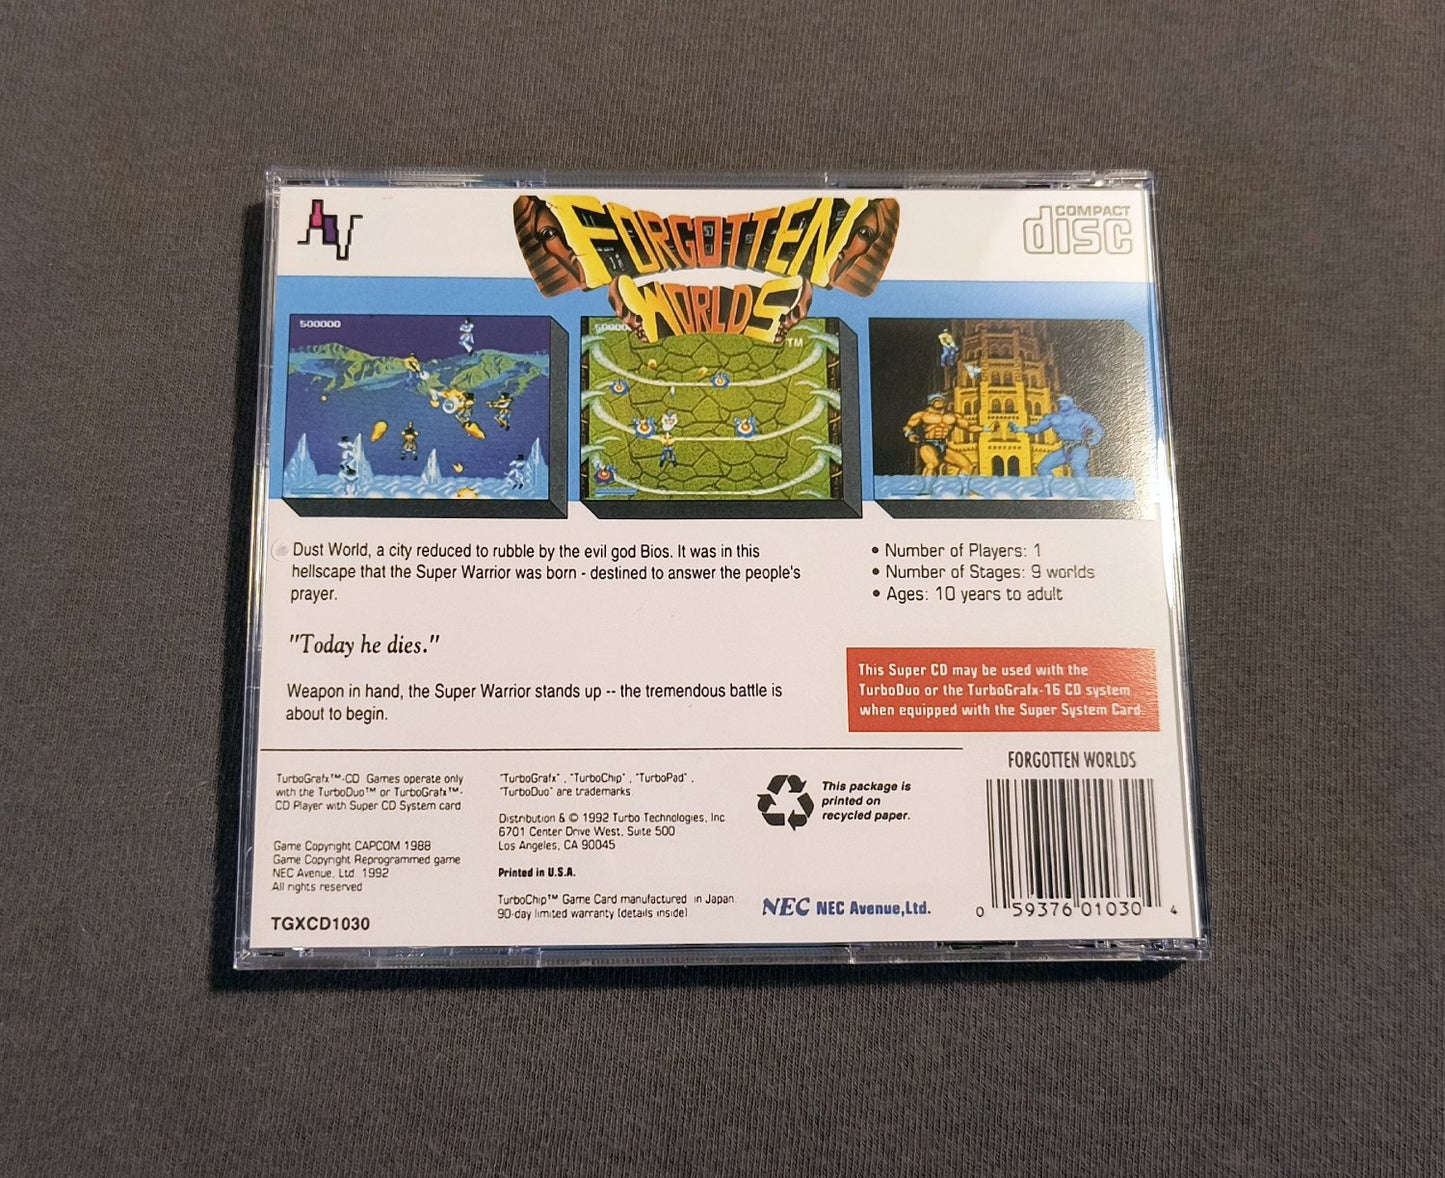 FORGOTTEN
WORLDS
TM
COMPACT
disc
500000
Dust World, a city reduced to rubble by the evil god Bios. It was in this
hellscape that the Super Warrior was born - destined to answer the people's
prayer.
"Today he dies."
Weapon in hand, the Super Warrior stands up -- the tremendous battle is
about to begin.
• Number of Players: 1
• Number of Stages: 9 worlds
• Ages: 10 years to adult
This Super CD may be used with the
TurboDuo or the TurboGrafx-16 CD system
when equipped with the Super System Card.
TurboGrafx™-CD Games operate only
with the TurboDuo™ or TurboGrafx™-
CD Player with Super CD System card
Game Copyright CAPCOM 1988
Game Copyright Reprogrammed game
NEC Avenue, Ltd 1992
All rights reserved
TGXCD1030
"TurboGrafx", "TurboChip", "TurboPad",
"TurboDuo" are trademarks.
Distribution & © 1992 Turbo Technologies, Inc
6701 Center Drive West, Suite 500
Los Angeles, CA 90045
Printed in U.S.A.
TurboChip™ Game Card manufactured in Japan.
90-day limited warranty (details inside)
This package is
printed on
recycled paper.
NEC NEC Avenue,Ltd.
FORGOTTEN WORLDS
0 59376 01030 4